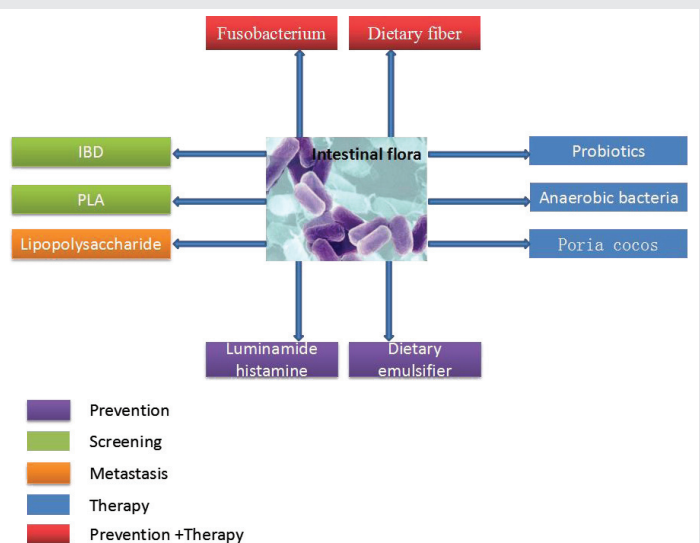 Fusobacterium
Dietary fiber
Intestinal flora
IBD
Probiotics
PLA
Anaerobic bacteria
Lipopolysaccharide
Poria cocos
Luminamide
histamine
Dietary
emulsifier
Prevention
Screening
Metastasis
Therapy
Prevention +Therapy